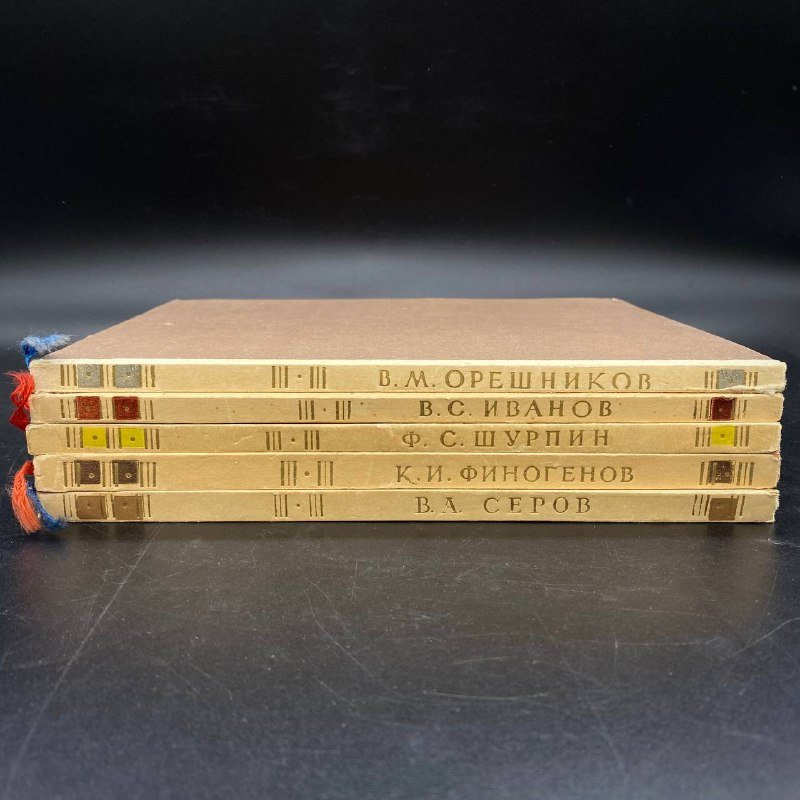 В. М. ОРЕШНИКОВ
В. С. ИВАНОВ
Ф. С. ШУРПИН
К. И. ФИНОГЕНОВ
В. А. СЕРОВ